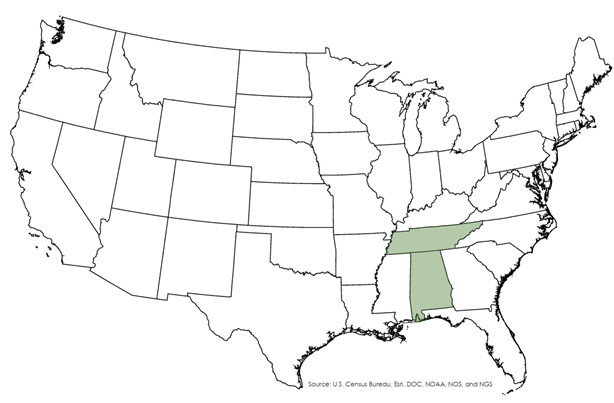 Source: U.S. Census Bureau, Esri, DOC, NOAA, NOS, and NGS